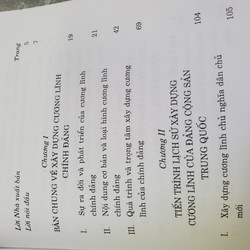 Trang
Lời Nhà xuất bản 5
Lời nói đầu 7
Chương I
BÀN CHUNG VỀ XÂY DỰNG CƯƠNG LĨNH
CHÍNH ĐẢNG 19
I. Sự ra đời và phát triển của cương lĩnh
chính đảng 21
II. Nội dung cơ bản và loại hình cương lĩnh
chính đảng 42
III. Quá trình và trọng tâm xây dựng cương
lĩnh của chính đảng 69
Chương II
TIẾN TRÌNH LỊCH SỬ XÂY DỰNG
CƯƠNG LĨNH CỦA ĐẢNG CỘNG SẢN
TRUNG QUỐC 104
I. Xây dựng cương lĩnh chủ nghĩa dân chủ
mới 105